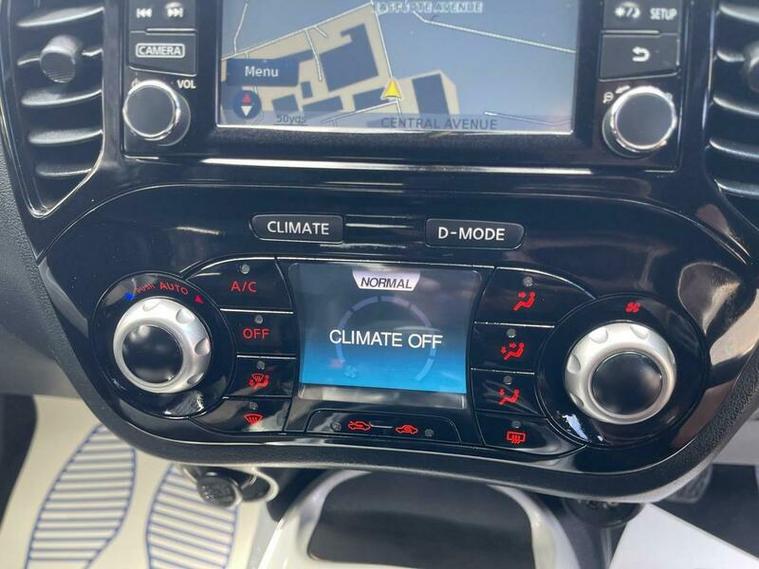 SETUP
CAMERA
VOL
Menu
50yds
CENTRAL AVENUE
CLIMATE
D-MODE
NORMAL
A/C
AUTO
OFF
CLIMATE OFF